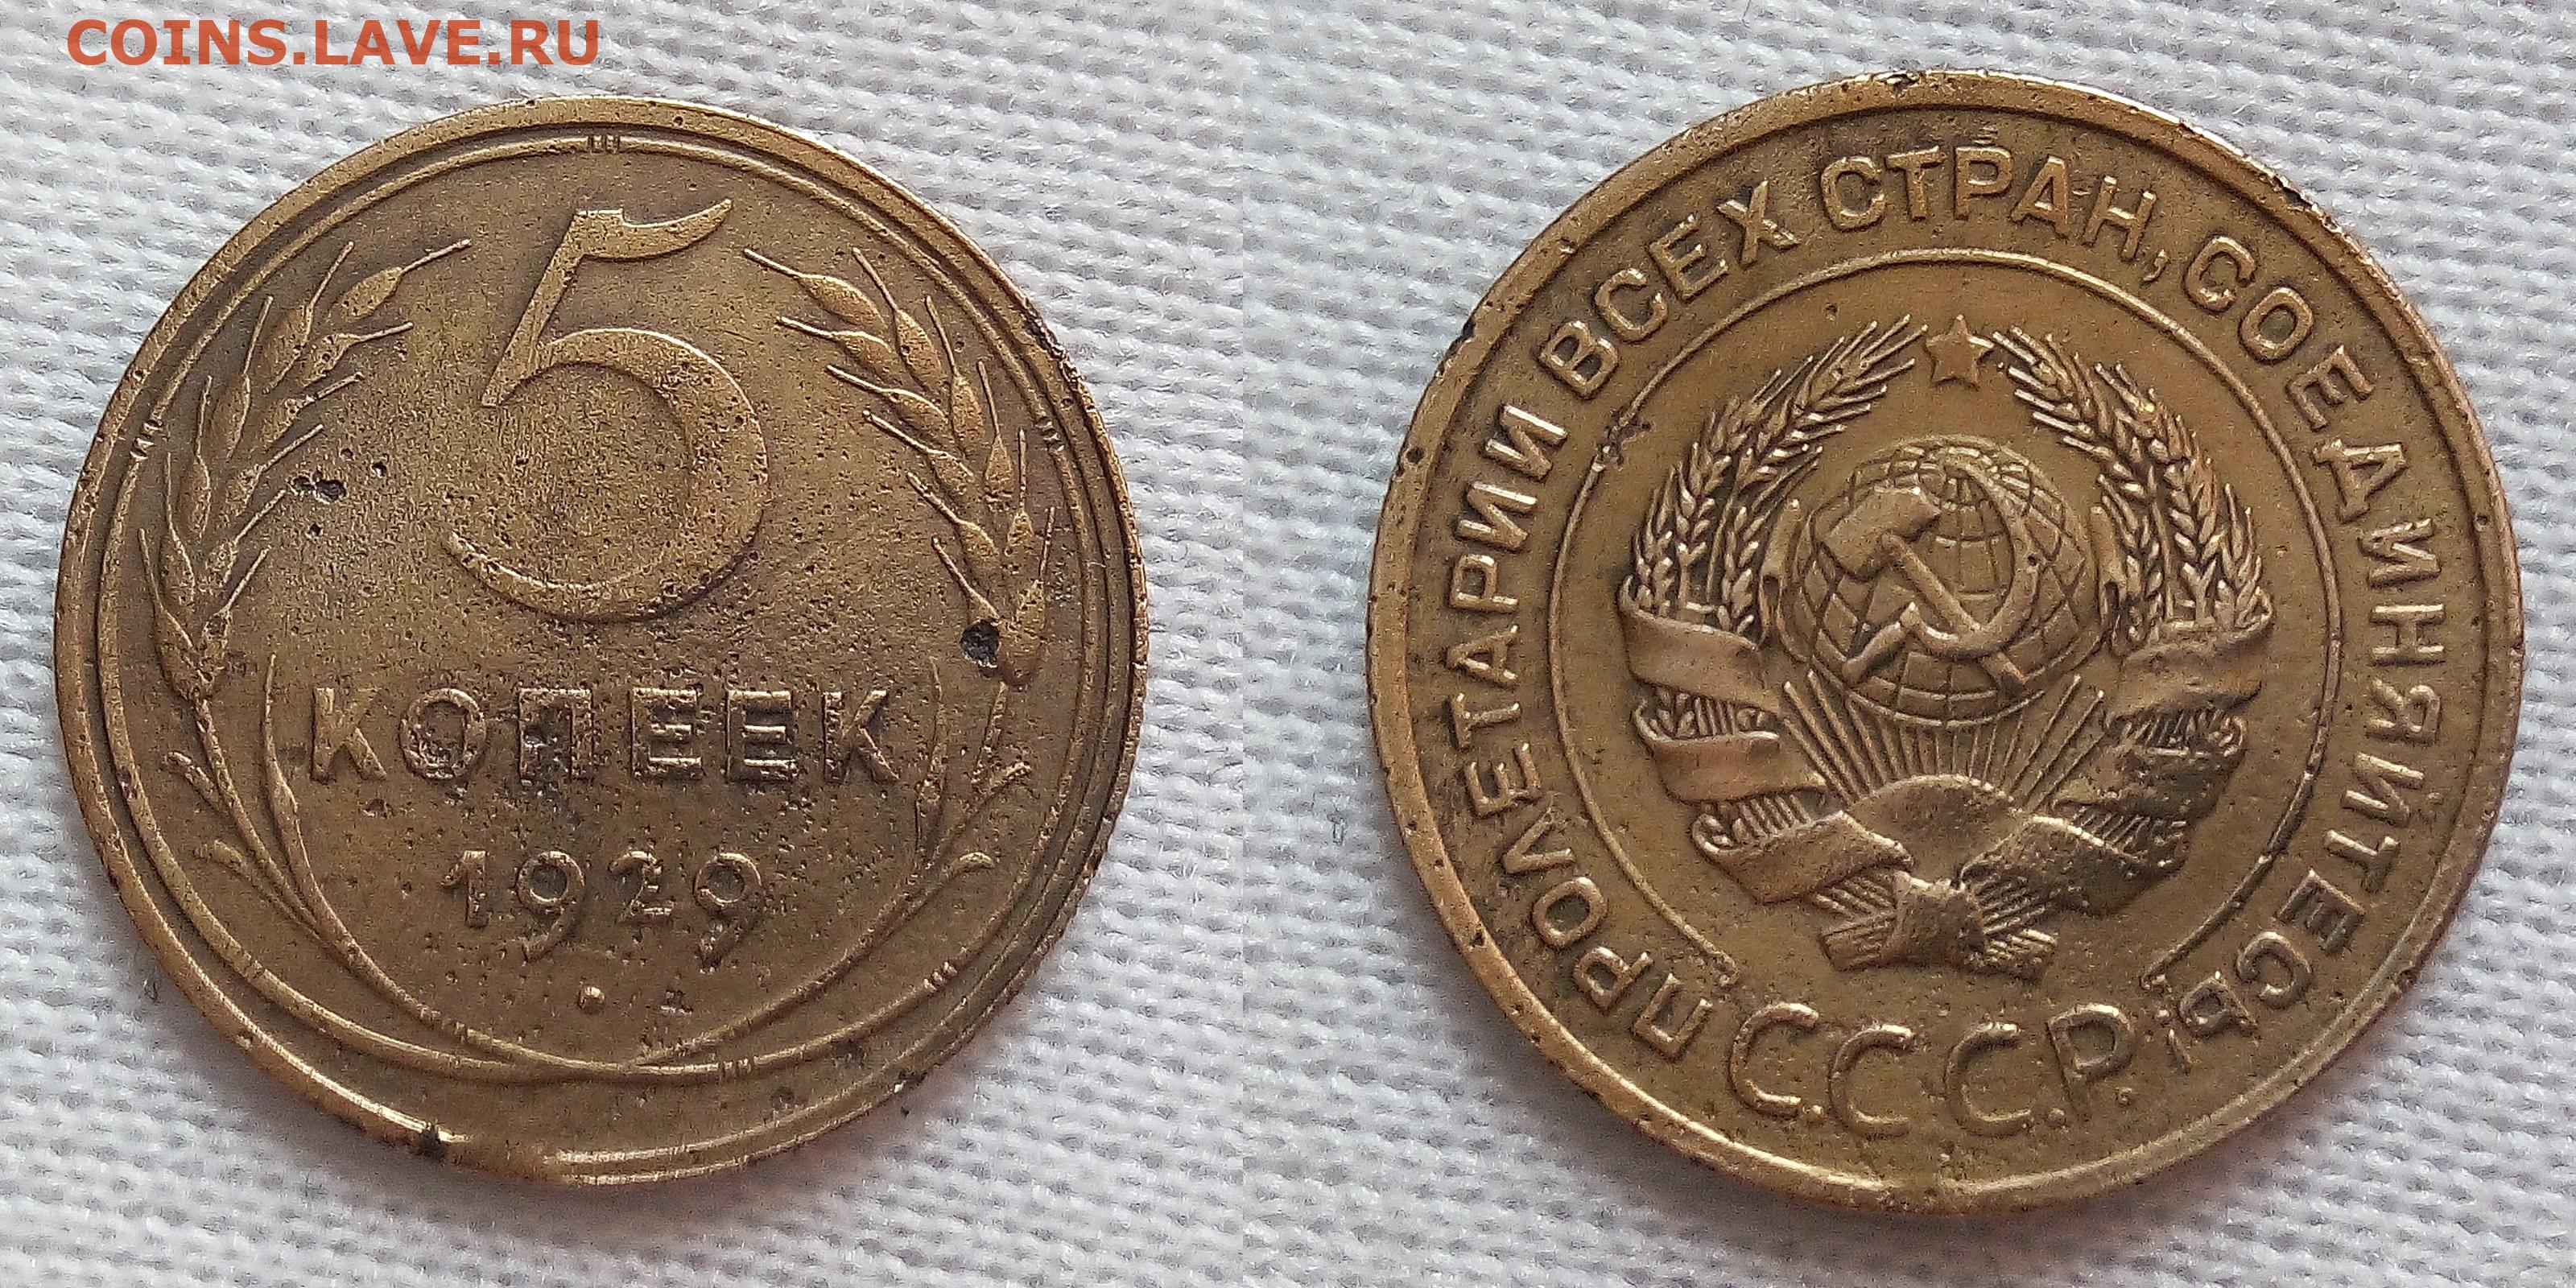 COINS.LAVE.RU
5
КОПЕЕК
1929
ПРОЛЕТАРИИ ВСЕХ СТРАН, СОЕДИНЯЙТЕСЬ!
С.С.С.Р.